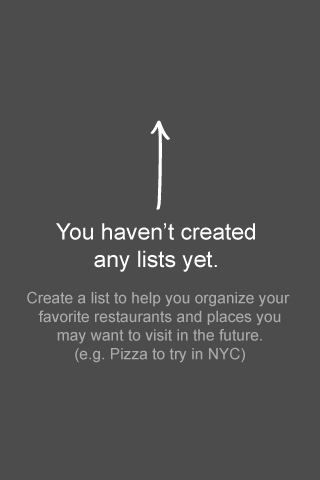 You haven't created
any lists yet.
Create a list to help you organize your
favorite restaurants and places you
may want to visit in the future.
(e.g. Pizza to try in NYC)